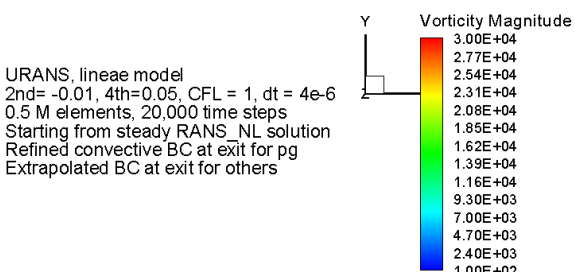 Y
Z
Vorticity Magnitude
3.00E+04
2.77E+04
2.54E+04
2.31E+04
2.08E+04
1.85E+04
1.62E+04
1.39E+04
1.16E+04
9.30E+03
7.00E+03
4.70E+03
2.40E+03
1.00E+02
URANS, lineae model
2nd= -0.01, 4th=0.05, CFL = 1, dt = 4e-6
0.5 M elements, 20,000 time steps
Starting from steady RANS_NL solution
Refined convective BC at exit for pg
Extrapolated BC at exit for others